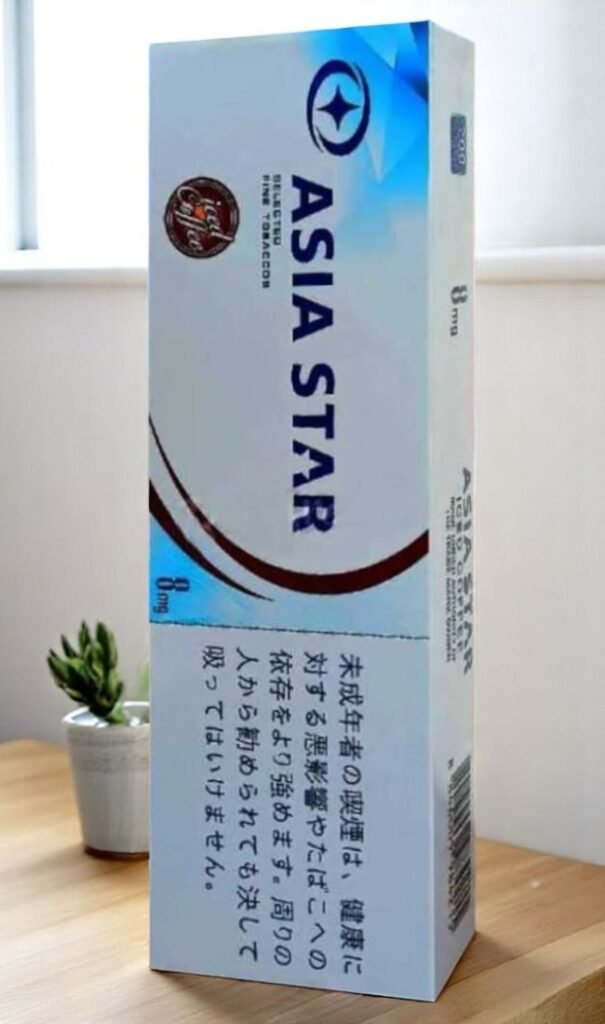 ASIA STAR
SELECTED
FINE TOBACCOS
iced
Coffee
8mg
未成年者の喫煙は、健康に
対する悪影響やたばこへの
依存をより強めます。周りの
人から勧められても決して
吸ってはいけません。
200
8mg
ASIA STAR
ICED COFFEE